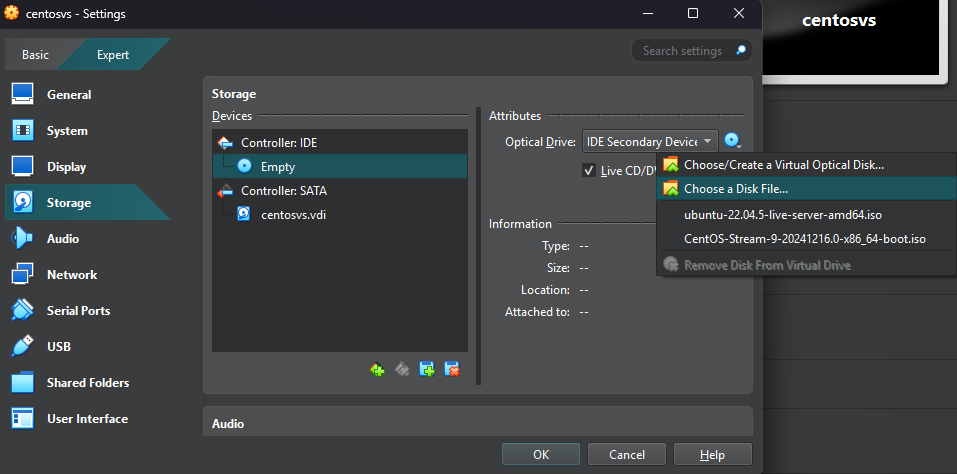 centosvs - Settings
centosvs
Basic
Expert
Search settings
General
System
Display
Storage
Audio
Network
Serial Ports
USB
Shared Folders
User Interface
Storage
Devices
Controller: IDE
Empty
Controller: SATA
centosvs.vdi
Attributes
Optical Drive: IDE Secondary Device
Live CD/DV
Choose/Create a Virtual Optical Disk...
Choose a Disk File...
ubuntu-22.04.5-live-server-amd64.iso
CentOS-Stream-9-20241216.0-x86_64-boot.iso
Remove Disk From Virtual Drive
Information
Type: --
Size: --
Location: --
Attached to: --
Audio
OK
Cancel
Help